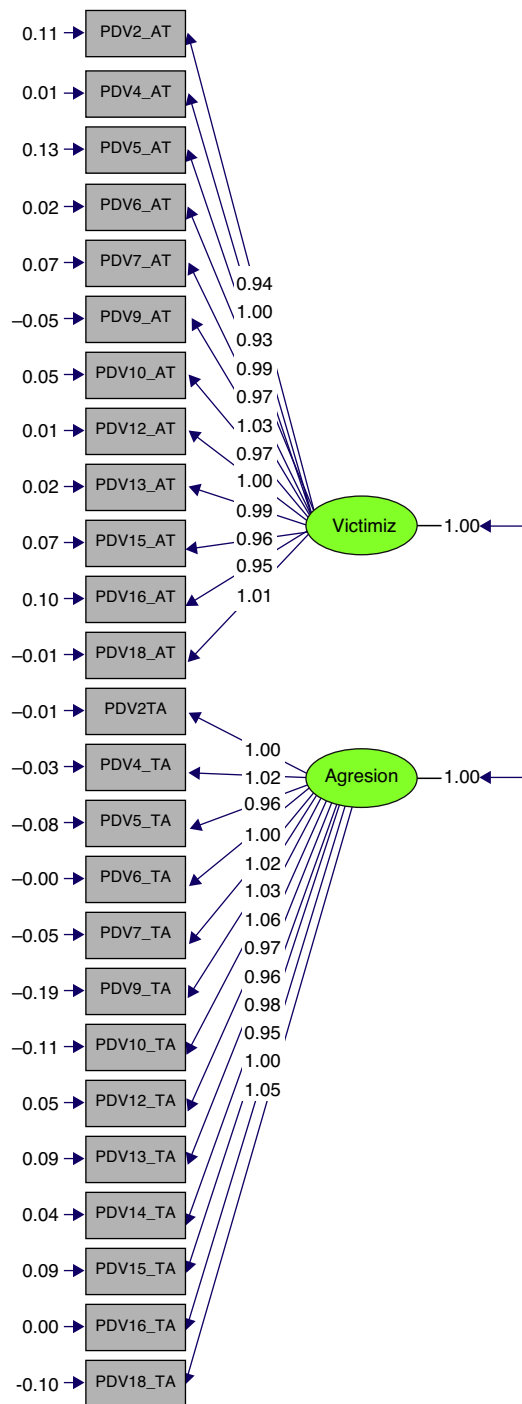 0.11 PDV2_AT
0.01 PDV4_AT
0.13 PDV5_AT
0.02 PDV6_AT
0.07 PDV7_AT
0.94
–0.05 PDV9_AT
1.00
0.93
0.05 PDV10_AT
0.99
0.97
0.01 PDV12_AT
1.03
0.97
0.02 PDV13_AT
1.00
0.99
0.07 PDV15_AT
Victimiz 1.00
0.96
0.95
0.10 PDV16_AT
1.01
–0.01 PDV18_AT
–0.01 PDV2TA
1.00
–0.03 PDV4_TA
1.02
Agresion 1.00
0.96
–0.08 PDV5_TA
1.00
1.02
–0.00 PDV6_TA
1.03
1.06
–0.05 PDV7_TA
0.97
0.96
–0.19 PDV9_TA
0.98
0.95
–0.11 PDV10_TA
1.00
1.05
0.05 PDV12_TA
0.09 PDV13_TA
0.04 PDV14_TA
0.09 PDV15_TA
0.00 PDV16_TA
-0.10 PDV18_TA